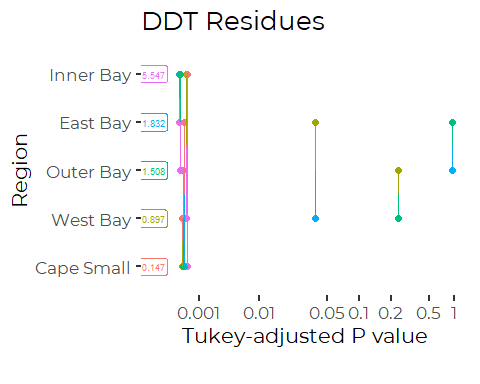 DDT Residues
Inner Bay 5.547
East Bay 1.832
Outer Bay 1.508
West Bay 0.897
Cape Small 0.147
Region
0.001 0.01 0.05 0.1 0.2 0.5 1
Tukey-adjusted P value